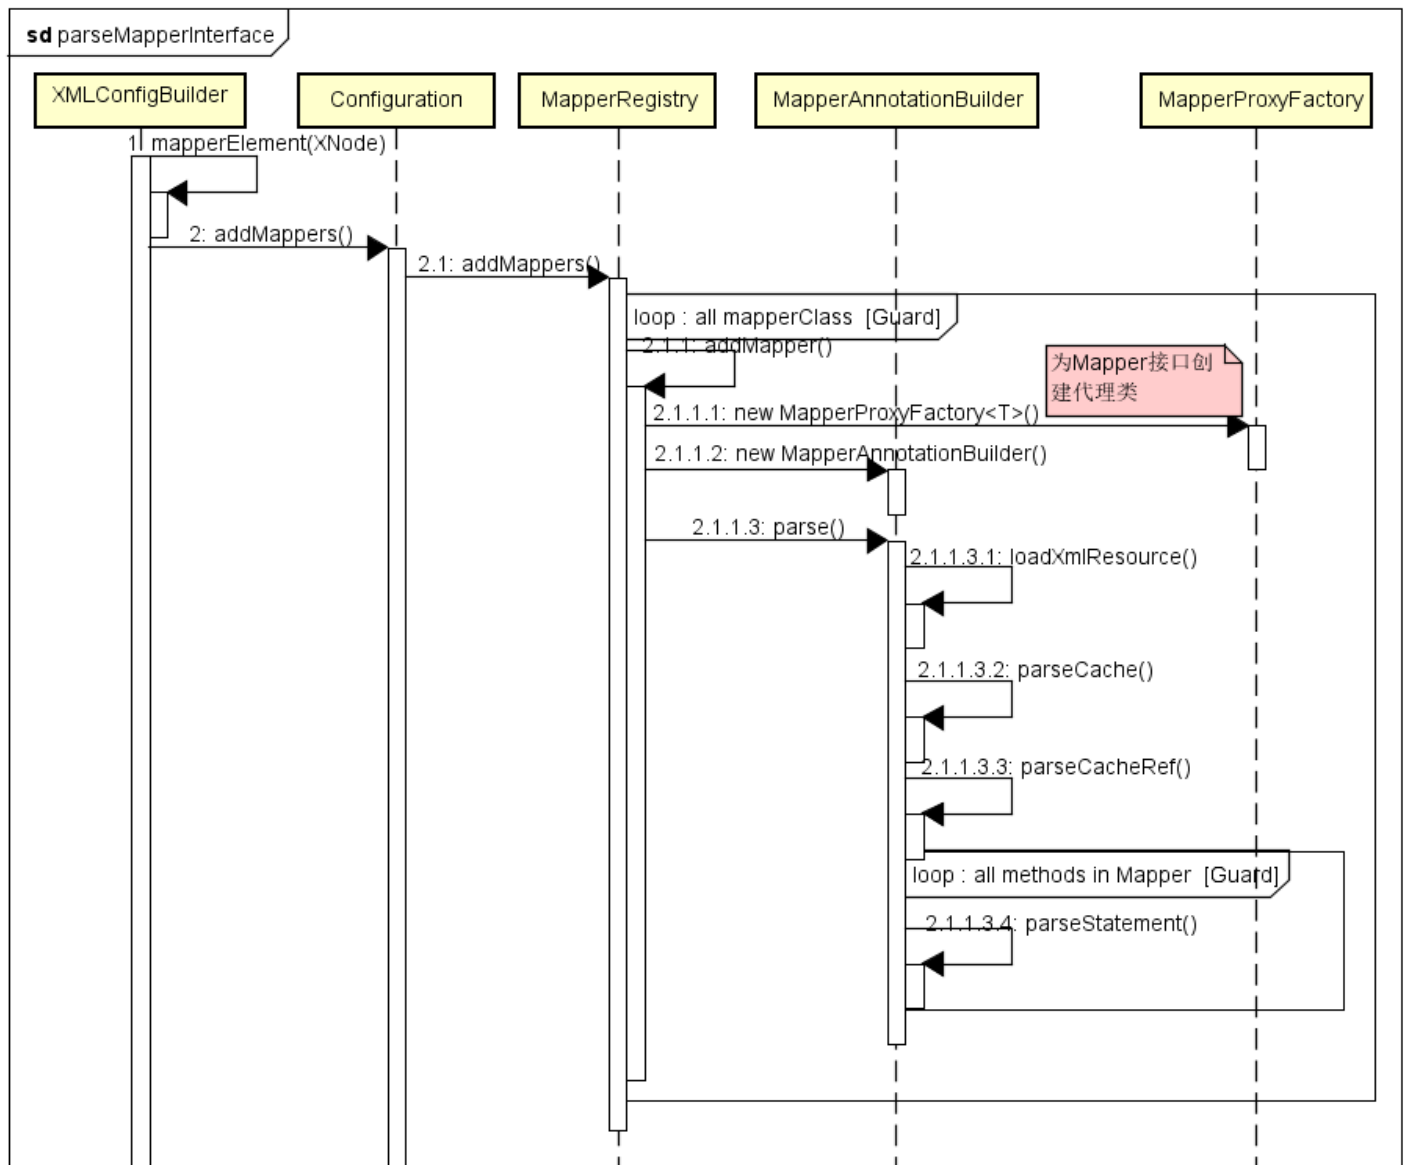 sd parseMapperInterface
XMLConfigBuilder
Configuration
MapperRegistry
MapperAnnotationBuilder
MapperProxyFactory
1: mapperElement(XNode)
2: addMappers()
2.1: addMappers()
loop : all mapperClass [Guard]
2.1.1: addMapper()
为Mapper接口创
建代理类
2.1.1.1: new MapperProxyFactory<T>()
2.1.1.2: new MapperAnnotationBuilder()
2.1.1.3: parse()
2.1.1.3.1: loadXmlResource()
2.1.1.3.2: parseCache()
2.1.1.3.3: parseCacheRef()
loop : all methods in Mapper [Guard]
2.1.1.3.4: parseStatement()